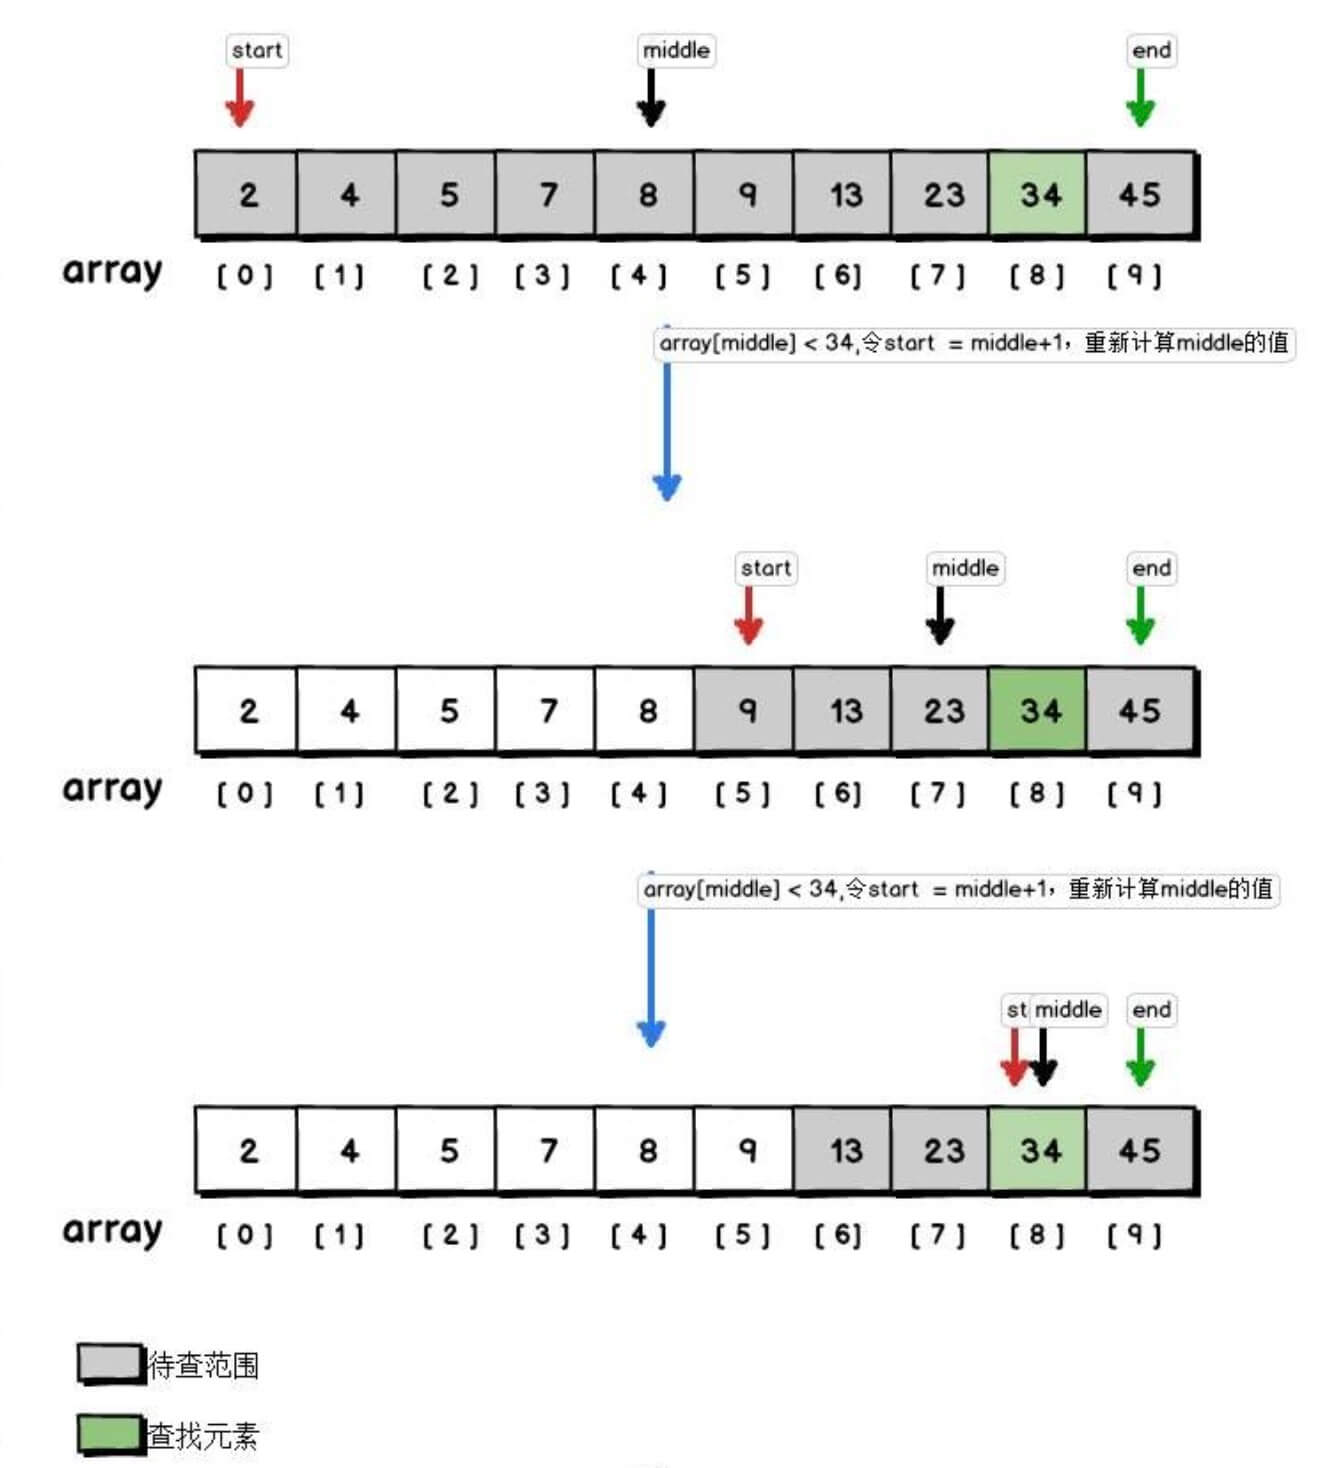 start middle end
2 4 5 7 8 9 13 23 34 45
array [0] [1] [2] [3] [4] [5] [6] [7] [8] [9]
array[middle] < 34,令start = middle+1，重新计算middle的值
start middle end
2 4 5 7 8 9 13 23 34 45
array [0] [1] [2] [3] [4] [5] [6] [7] [8] [9]
array[middle] < 34,令start = middle+1，重新计算middle的值
st middle end
2 4 5 7 8 9 13 23 34 45
array [0] [1] [2] [3] [4] [5] [6] [7] [8] [9]
待查范围
查找元素